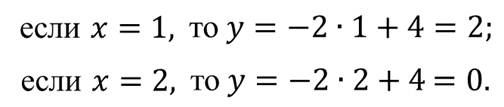 если x = 1, то y = −2 · 1 + 4 = 2;
если x = 2, то y = −2 · 2 + 4 = 0.